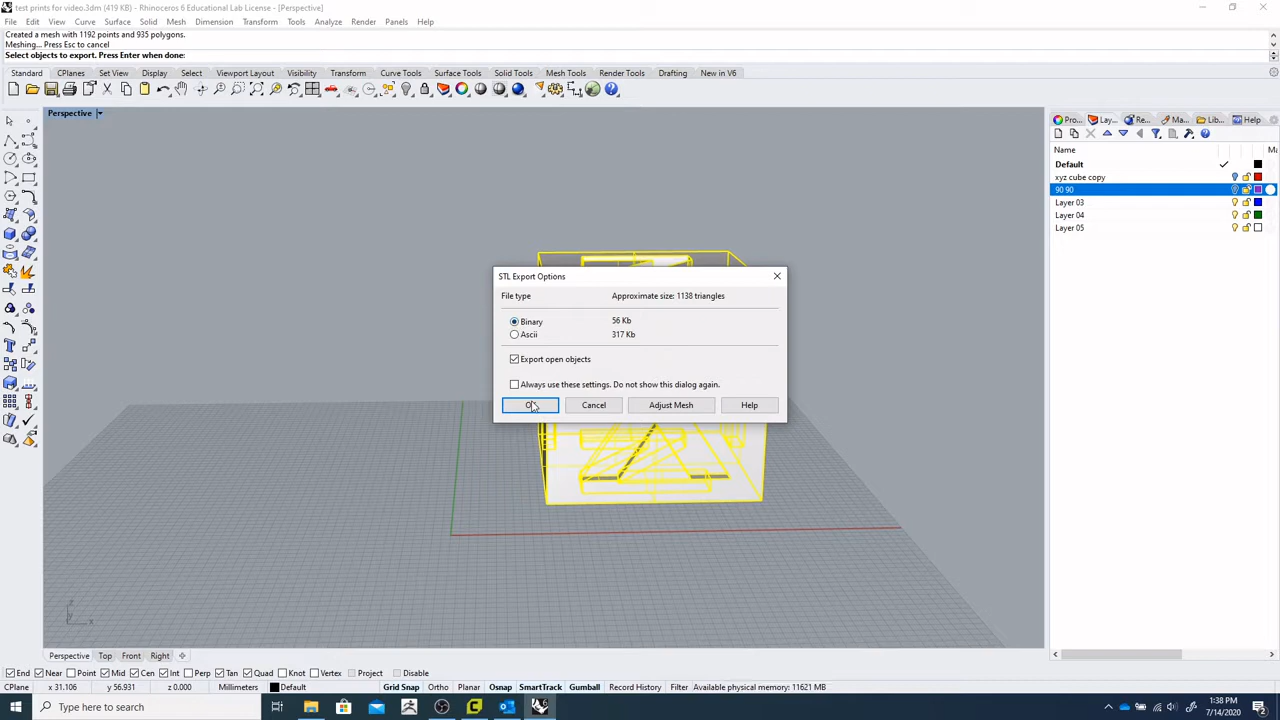 test prints for video.3dm (419 KB) - Rhinoceros 6 Educational Lab License - [Perspective]
File Edit View Curve Surface Solid Mesh Dimension Transform Tools Analyze Render Panels Help
Created a mesh with 1192 points and 935 polygons.
Meshing... Press Esc to cancel
Select objects to export. Press Enter when done:
Standard CPlanes Set View Display Select Viewport Layout Visibility Transform Curve Tools Surface Tools Solid Tools Mesh Tools Render Tools Drafting New in V6
Perspective
Pro... Lay... Re... Ma... Lib... Help
Name
Default
xyz cube copy
90 90
Layer 03
Layer 04
Layer 05
STL Export Options
File type Approximate size: 1138 triangles
Binary 56 Kb
Ascii 317 Kb
Export open objects
Always use these settings. Do not show this dialog again.
Cancel Adjust Mesh Help
z
y
x
Perspective Top Front Right
End Near Point Mid Cen Int Perp Tan Quad Knot Vertex Project Disable
CPlane x 31.106 y 56.931 z 0.000 Millimeters Default Grid Snap Ortho Planar Osnap SmartTrack Gumball Record History Filter Available physical memory: 11621 MB
Type here to search
1:38 PM
7/14/2020
2